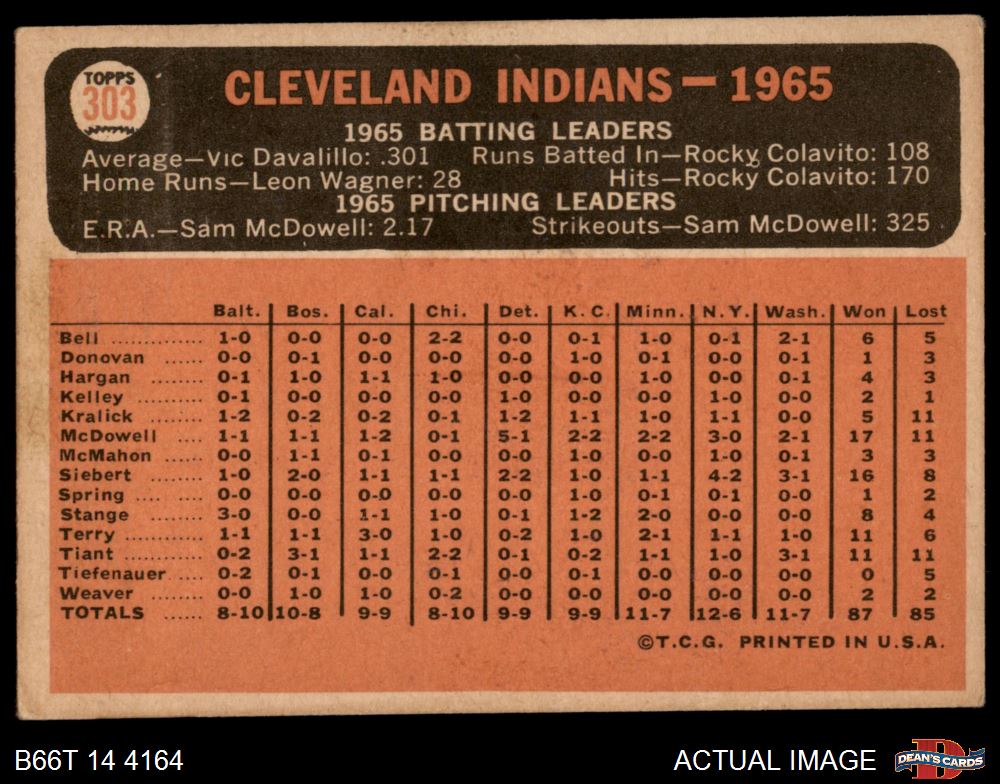 TOPPS
303
CLEVELAND INDIANS — 1965
1965 BATTING LEADERS
Average—Vic Davalillo: .301 Runs Batted In—Rocky Colavito: 108
Home Runs—Leon Wagner: 28 Hits—Rocky Colavito: 170
1965 PITCHING LEADERS
E.R.A.—Sam McDowell: 2.17 Strikeouts—Sam McDowell: 325
Balt. Bos. Cal. Chi. Det. K.C. Minn. N.Y. Wash. Won Lost
Bell .............. 1-0 0-0 0-0 2-2 0-0 0-1 1-0 0-1 2-1 6 5
Donovan ....... 0-0 0-1 0-0 0-0 0-0 1-0 0-1 0-0 0-1 1 3
Hargan ........ 0-1 1-0 1-1 1-0 0-0 0-0 1-0 0-0 0-1 4 3
Kelley .......... 0-1 0-0 0-0 0-0 1-0 0-0 0-0 1-0 0-0 2 1
Kralick ......... 1-2 0-2 0-2 0-1 1-2 1-1 1-0 1-1 0-0 5 11
McDowell .... 1-1 1-1 1-2 0-1 5-1 2-2 2-2 3-0 2-1 17 11
McMahon ...... 0-0 1-1 0-1 0-0 0-0 1-0 0-0 1-0 0-1 3 3
Siebert ......... 1-0 2-0 1-1 1-1 2-2 1-0 1-1 4-2 3-1 16 8
Spring .... ..... 0-0 0-0 0-0 0-0 0-1 1-0 0-1 0-1 0-0 1 2
Stange ........ 3-0 0-0 1-1 1-0 0-1 1-2 2-0 0-0 0-0 8 4
Terry ............ 1-1 1-1 3-0 1-0 0-2 1-0 2-1 1-1 1-0 11 6
Tiant ............ 0-2 3-1 1-1 2-2 0-1 0-2 1-1 1-0 3-1 11 11
Tiefenauer .... 0-2 0-1 0-0 0-1 0-0 0-1 0-0 0-0 0-0 0 5
Weaver ........ 0-0 1-0 1-0 0-2 0-0 0-0 0-0 0-0 0-0 2 2
TOTALS ...... 8-10 10-8 9-9 8-10 9-9 9-9 11-7 12-6 11-7 87 85
©T.C.G. PRINTED IN U.S.A.
B66T 14 4164 ACTUAL IMAGE DEAN'S CARDS